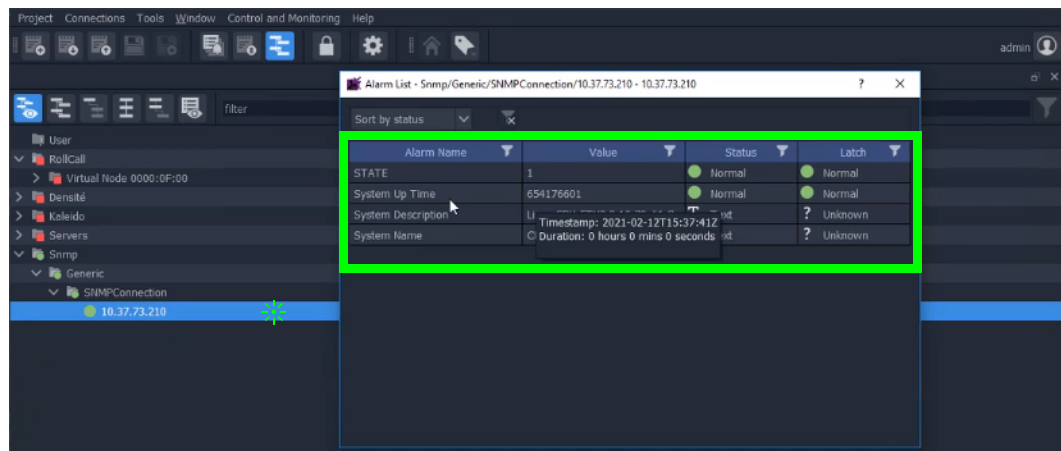 Project Connections Tools Window Control and Monitoring Help
admin
Alarm List - Snmp/Generic/SNMPConnection/10.37.73.210 - 10.37.73.210 ?
filter
Sort by status
User
RollCall
Virtual Node 0000:0F:00
Densité
Kaleido
Servers
Snmp
Generic
SNMPConnection
10.37.73.210
Alarm Name Value Status Latch
STATE 1 Normal Normal
System Up Time 654176601 Normal Normal
System Description ? Unknown
System Name ? Unknown
Timestamp: 2021-02-12T15:37:41Z
Duration: 0 hours 0 mins 0 seconds